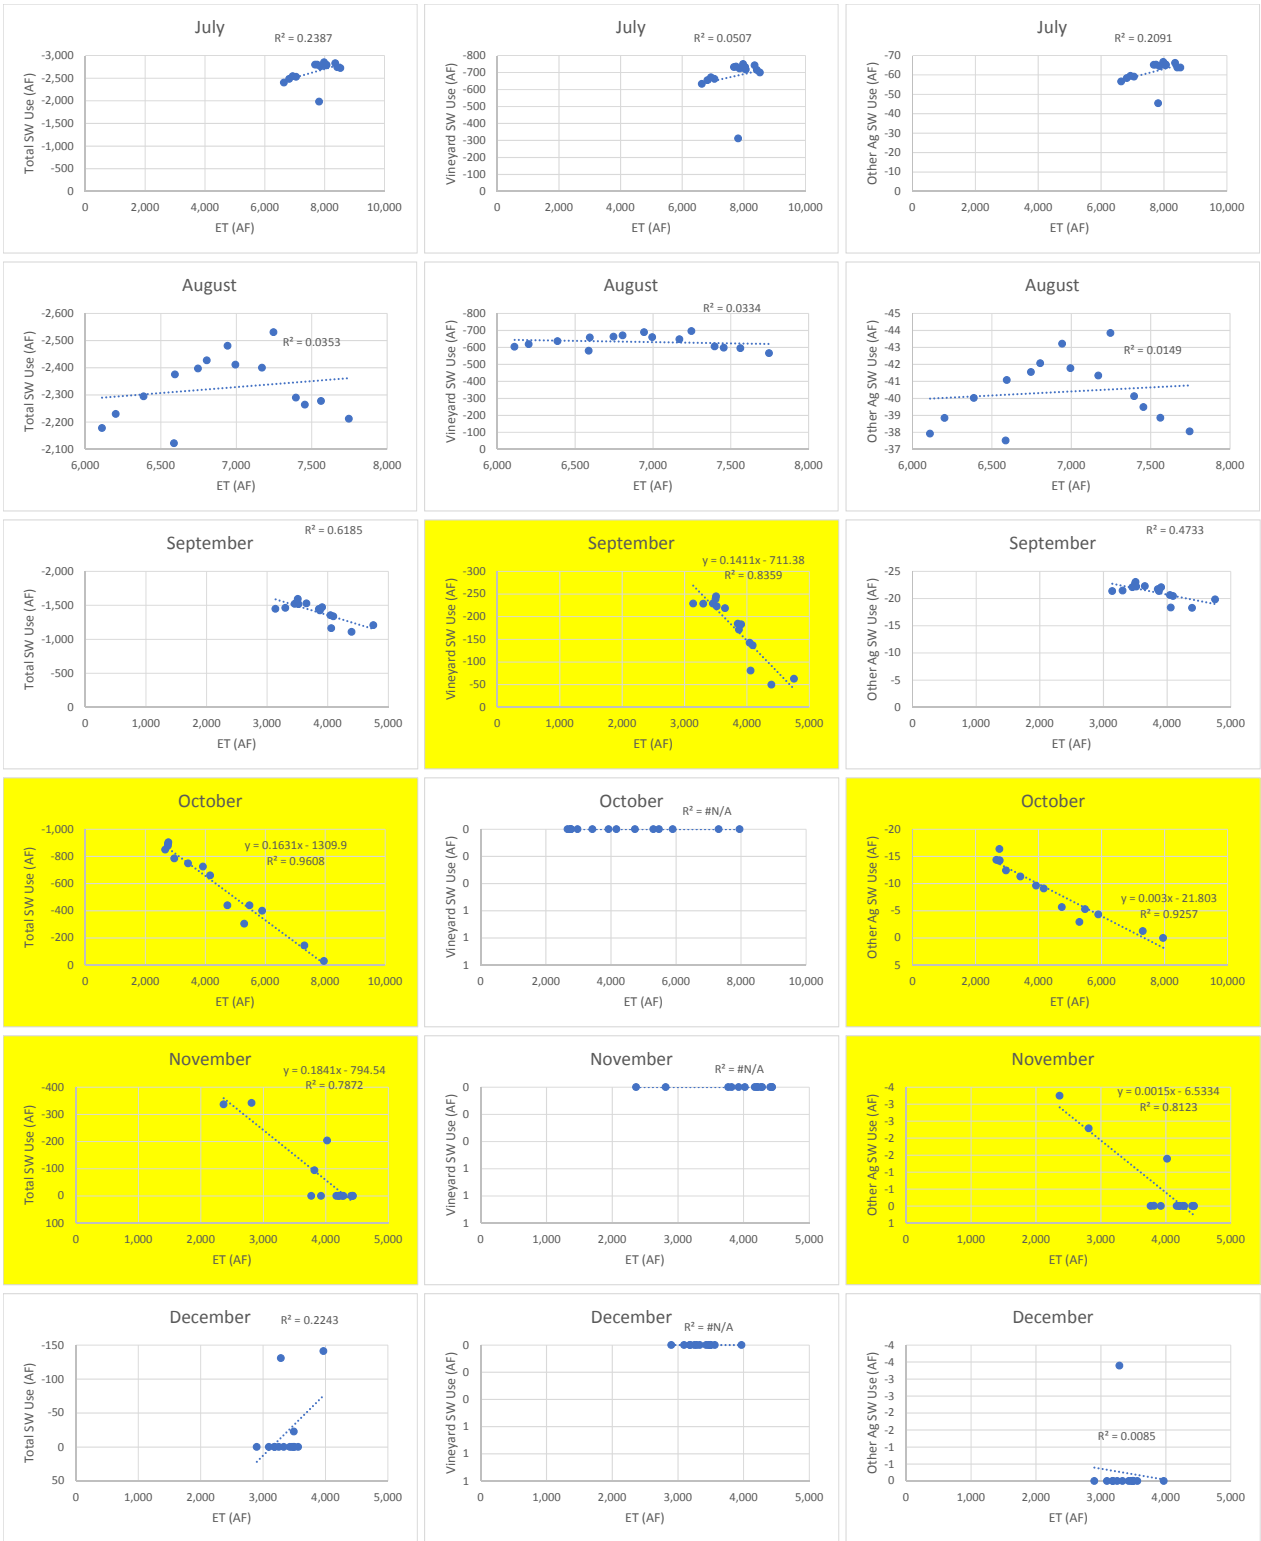 July
R² = 0.2387
-3,000
-2,500
-2,000
-1,500
-1,000
-500
0
Total SW Use (AF)
0 2,000 4,000 6,000 8,000 10,000
ET (AF)
July
R² = 0.0507
-800
-700
-600
-500
-400
-300
-200
-100
0
Vineyard SW Use (AF)
0 2,000 4,000 6,000 8,000 10,000
ET (AF)
July
R² = 0.2091
-70
-60
-50
-40
-30
-20
-10
0
Other Ag SW Use (AF)
0 2,000 4,000 6,000 8,000 10,000
ET (AF)
August
-2,600
-2,500
-2,400
-2,300
-2,200
-2,100
R² = 0.0353
Total SW Use (AF)
6,000 6,500 7,000 7,500 8,000
ET (AF)
August
R² = 0.0334
-800
-700
-600
-500
-400
-300
-200
-100
0
Vineyard SW Use (AF)
6,000 6,500 7,000 7,500 8,000
ET (AF)
August
-45
-44
-43
-42
-41
-40
-39
-38
-37
R² = 0.0149
Other Ag SW Use (AF)
6,000 6,500 7,000 7,500 8,000
ET (AF)
R² = 0.6185
September
-2,000
-1,500
-1,000
-500
0
Total SW Use (AF)
0 1,000 2,000 3,000 4,000 5,000
ET (AF)
September
y = 0.1411x - 711.38
R² = 0.8359
-300
-250
-200
-150
-100
-50
0
Vineyard SW Use (AF)
0 1,000 2,000 3,000 4,000 5,000
ET (AF)
R² = 0.4733
September
-25
-20
-15
-10
-5
0
Other Ag SW Use (AF)
0 1,000 2,000 3,000 4,000 5,000
ET (AF)
October
-1,000
-800
-600
-400
-200
0
y = 0.1631x - 1309.9
R² = 0.9608
Total SW Use (AF)
0 2,000 4,000 6,000 8,000 10,000
ET (AF)
October
R² = #N/A
0
0
0
1
1
1
Vineyard SW Use (AF)
0 2,000 4,000 6,000 8,000 10,000
ET (AF)
October
-20
-15
-10
-5
0
5
y = 0.003x - 21.803
R² = 0.9257
Other Ag SW Use (AF)
0 2,000 4,000 6,000 8,000 10,000
ET (AF)
November
y = 0.1841x - 794.54
R² = 0.7872
-400
-300
-200
-100
0
100
Total SW Use (AF)
0 1,000 2,000 3,000 4,000 5,000
ET (AF)
November
R² = #N/A
0
0
0
1
1
1
Vineyard SW Use (AF)
0 1,000 2,000 3,000 4,000 5,000
ET (AF)
November
y = 0.0015x - 6.5334
R² = 0.8123
-4
-3
-3
-2
-2
-1
-1
0
1
Other Ag SW Use (AF)
0 1,000 2,000 3,000 4,000 5,000
ET (AF)
December
R² = 0.2243
-150
-100
-50
0
50
Total SW Use (AF)
0 1,000 2,000 3,000 4,000 5,000
ET (AF)
December
R² = #N/A
0
0
0
1
1
1
Vineyard SW Use (AF)
0 1,000 2,000 3,000 4,000 5,000
ET (AF)
December
-4
-4
-3
-3
-2
-2
-1
-1
0
R² = 0.0085
Other Ag SW Use (AF)
0 1,000 2,000 3,000 4,000 5,000
ET (AF)